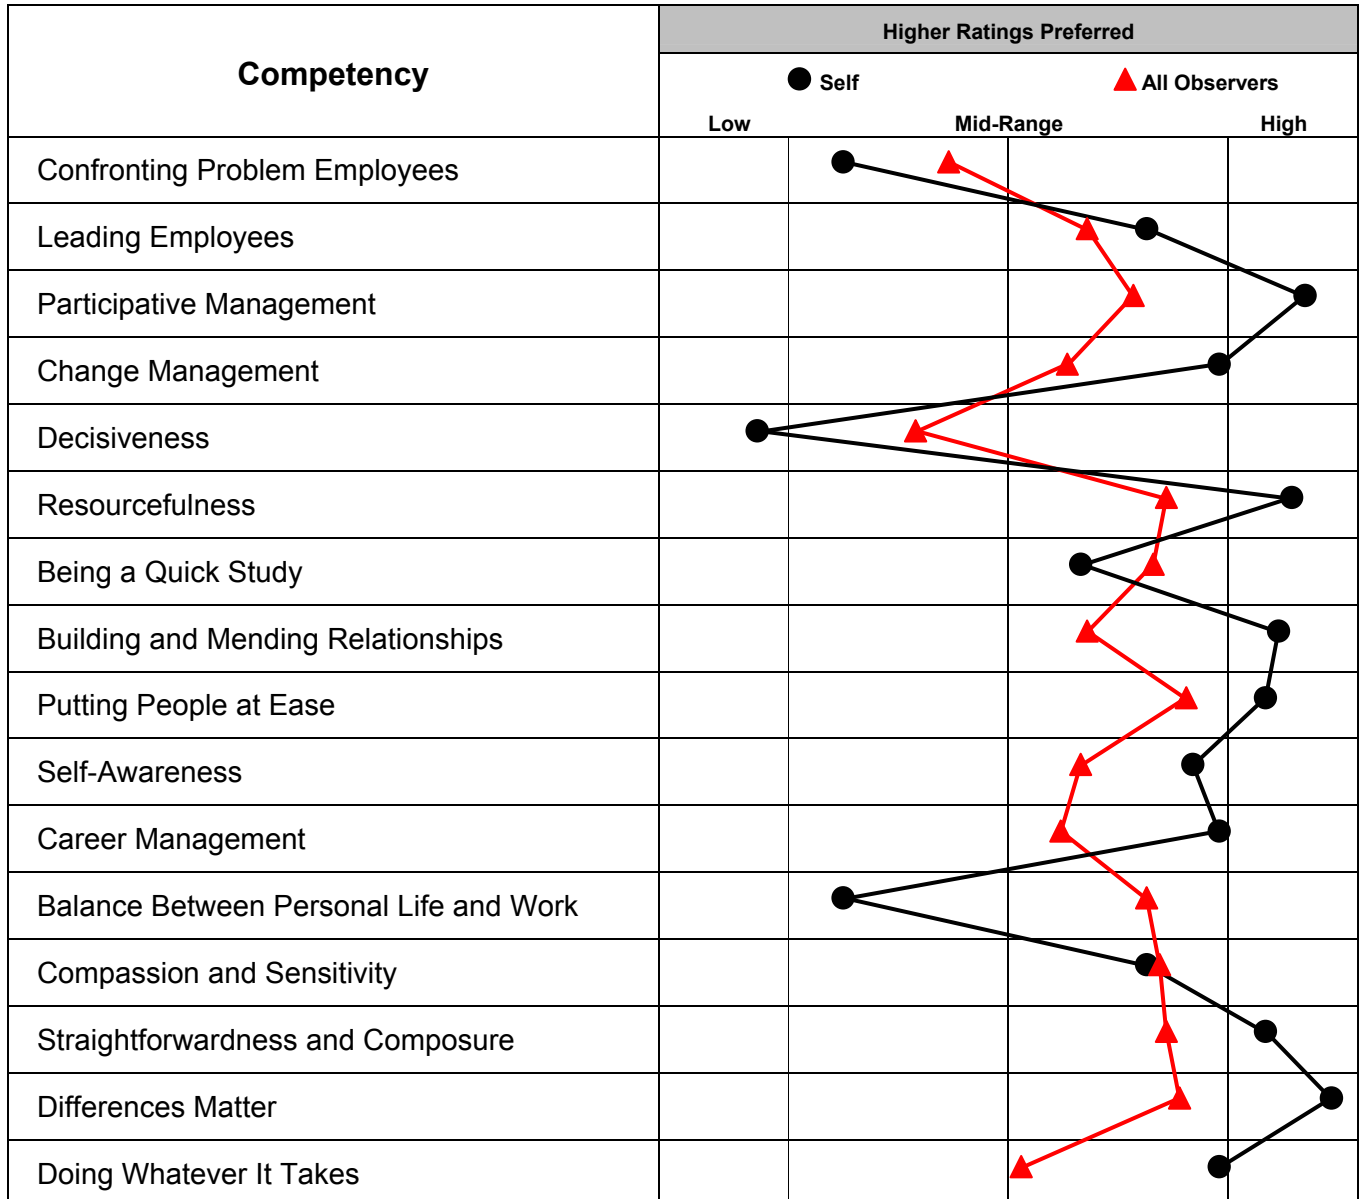 Competency
Higher Ratings Preferred
Self
All Observers
Low
Mid-Range
High
Confronting Problem Employees
Leading Employees
Participative Management
Change Management
Decisiveness
Resourcefulness
Being a Quick Study
Building and Mending Relationships
Putting People at Ease
Self-Awareness
Career Management
Balance Between Personal Life and Work
Compassion and Sensitivity
Straightforwardness and Composure
Differences Matter
Doing Whatever It Takes